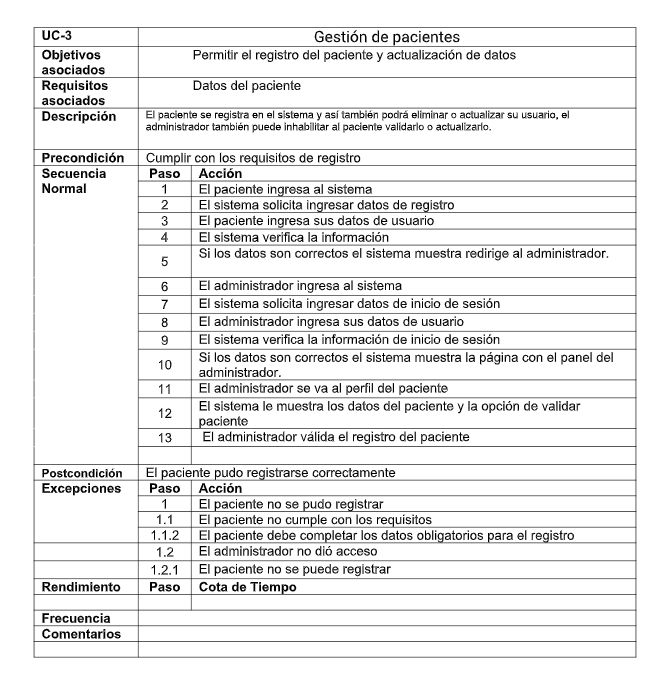 UC-3 Gestión de pacientes
Objetivos asociados Permitir el registro del paciente y actualización de datos
Requisitos asociados Datos del paciente
Descripción El paciente se registra en el sistema y así también podrá eliminar o actualizar su usuario, el
administrador también puede inhabilitar al paciente validarlo o actualizarlo.
Precondición Cumplir con los requisitos de registro
Secuencia Normal Paso Acción
1 El paciente ingresa al sistema
2 El sistema solicita ingresar datos de registro
3 El paciente ingresa sus datos de usuario
4 El sistema verifica la información
5 Si los datos son correctos el sistema muestra redirige al administrador.
6 El administrador ingresa al sistema
7 El sistema solicita ingresar datos de inicio de sesión
8 El administrador ingresa sus datos de usuario
9 El sistema verifica la información de inicio de sesión
10 Si los datos son correctos el sistema muestra la página con el panel del
administrador.
11 El administrador se va al perfil del paciente
12 El sistema le muestra los datos del paciente y la opción de validar
paciente
13 El administrador válida el registro del paciente
Postcondición El paciente pudo registrarse correctamente
Excepciones Paso Acción
1 El paciente no se pudo registrar
1.1 El paciente no cumple con los requisitos
1.1.2 El paciente debe completar los datos obligatorios para el registro
1.2 El administrador no dió acceso
1.2.1 El paciente no se puede registrar
Rendimiento Paso Cota de Tiempo
Frecuencia
Comentarios